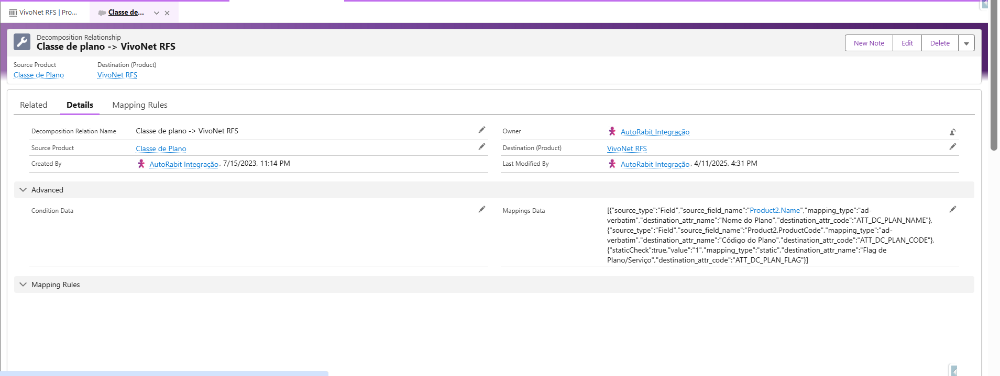 VivoNet RFS | Pro...
Classe de...
Decomposition Relationship
Classe de plano -> VivoNet RFS
New Note
Edit
Delete
Source Product
Destination (Product)
Classe de Plano
VivoNet RFS
Related
Details
Mapping Rules
Decomposition Relation Name
Classe de plano -> VivoNet RFS
Owner
AutoRabit Integração
Source Product
Classe de Plano
Destination (Product)
VivoNet RFS
Created By
AutoRabit Integração, 7/15/2023, 11:14 PM
Last Modified By
AutoRabit Integração, 4/11/2025, 4:31 PM
Advanced
Condition Data
Mappings Data
[{"source_type":"Field","source_field_name":"Product2.Name","mapping_type":"ad-
verbatim","destination_attr_name":"Nome do Plano","destination_attr_code":"ATT_DC_PLAN_NAME"},
{"source_type":"Field","source_field_name":"Product2.ProductCode","mapping_type":"ad-
verbatim","destination_attr_name":"Código do Plano","destination_attr_code":"ATT_DC_PLAN_CODE"},
{"staticCheck":true,"value":"1","mapping_type":"static","destination_attr_name":"Flag de
Plano/Serviço","destination_attr_code":"ATT_DC_PLAN_FLAG"}]
Mapping Rules